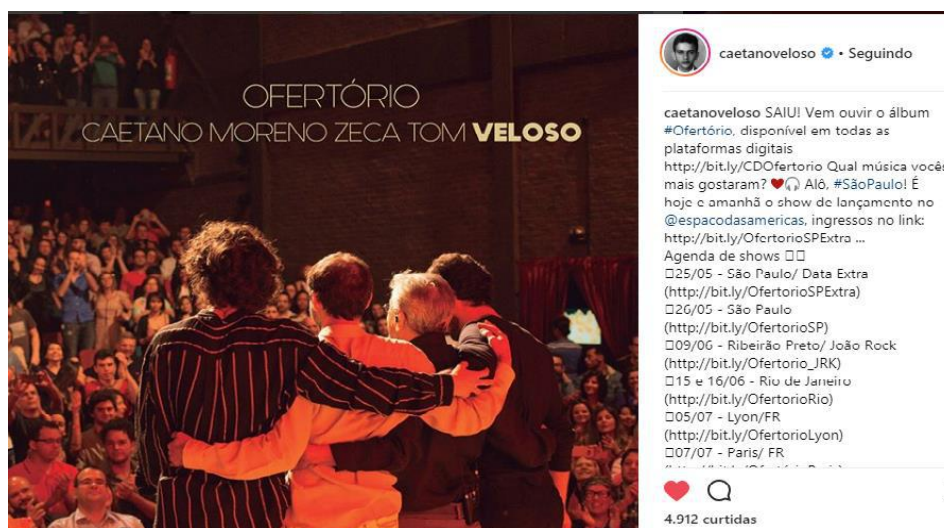 OFERTÓRIO
CAETANO MORENO ZECA TOM VELOSO
caetanoveloso • Seguindo
caetanoveloso SAIU! Vem ouvir o álbum
#Ofertório, disponível em todas as
plataformas digitais
http://bit.ly/CDOfertorio Qual música vocês
mais gostaram? ❤️🎧 Alô, #SãoPaulo! É
hoje e amanhã o show de lançamento no
@espacodasamericas, ingressos no link:
http://bit.ly/OfertorioSPExtra ...
Agenda de shows □□
□25/05 - São Paulo/ Data Extra
(http://bit.ly/OfertorioSPExtra)
□26/05 - São Paulo
(http://bit.ly/OfertorioSP)
□09/06 - Ribeirão Preto/ João Rock
(http://bit.ly/Ofertorio_JRK)
□15 e 16/06 - Rio de Janeiro
(http://bit.ly/OfertorioRio)
□05/07 - Lyon/FR
(http://bit.ly/OfertorioLyon)
□07/07 - Paris/ FR
4.912 curtidas